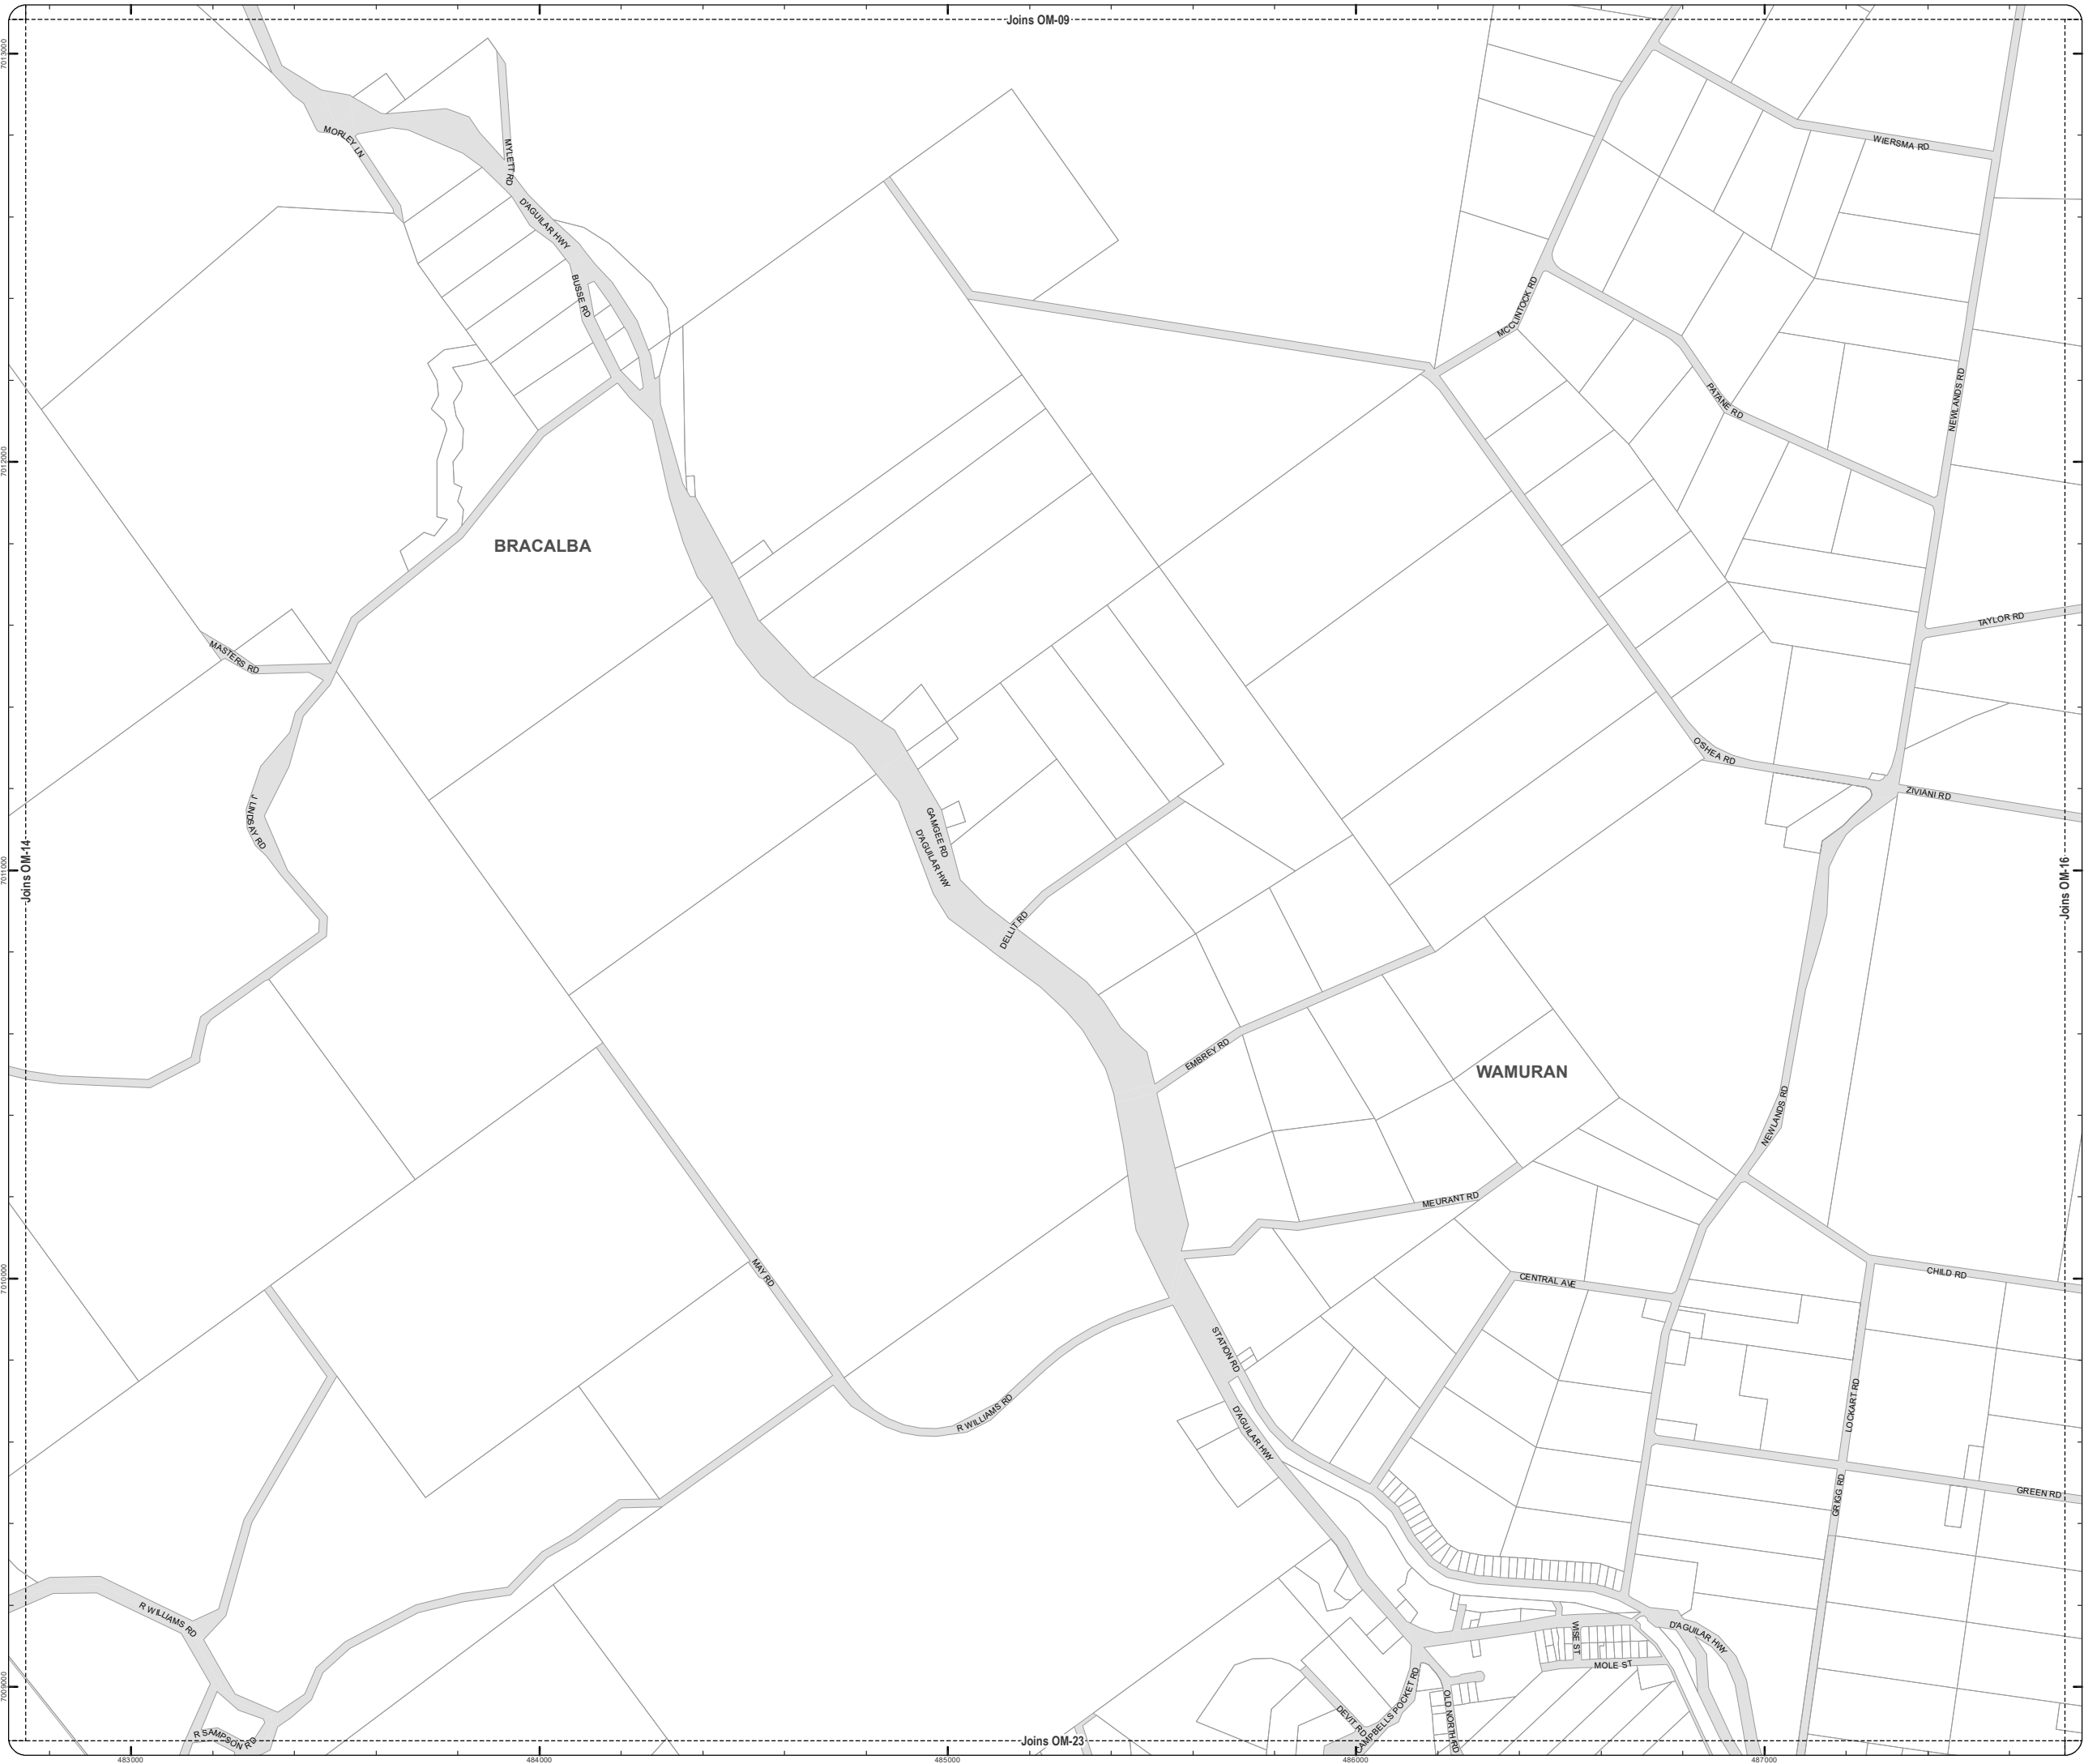 Joins OM-09
7013000
MORLEY LN
MYLETT RD
WIERSMA RD
D'AGUILAR HWY
BUSSE RD
MCCLINTOCK RD
PATANE RD
NEWLANDS RD
7012000
BRACALBA
TAYLOR RD
MASTERS RD
OSHEA RD
ZIVIANI RD
J LINDSAY RD
GAMGEE RD
D'AGUILAR HWY
7011000
Joins OM-14
Joins OM-16
DELLIT RD
EMBREY RD
WAMURAN
NEWLANDS RD
MEURANT RD
7010000
MAY RD
CENTRAL AVE
CHILD RD
STATION RD
R WILLIAMS RD
D'AGUILAR HWY
LOCKART RD
GRIGG RD
GREEN RD
R WILLIAMS RD
WISE ST
D'AGUILAR HWY
MOLE ST
7009000
DEVIT RD
CAMPBELLS POCKET RD
OLD NORTH RD
R SAMPSON RD
Joins OM-23
483000
484000
485000
486000
487000